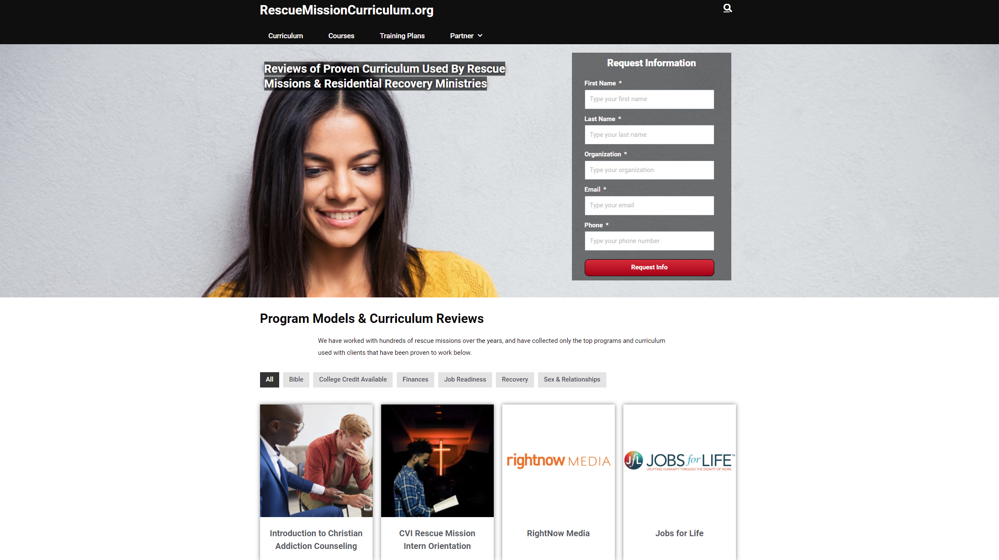 RescueMissionCurriculum.org
Curriculum
Courses
Training Plans
Partner
Reviews of Proven Curriculum Used By Rescue
Missions & Residential Recovery Ministries
Request Information
First Name *
Type your first name
Last Name *
Type your last name
Organization *
Type your organization
Email *
Type your email
Phone *
Type your phone number
Request Info
Program Models & Curriculum Reviews
We have worked with hundreds of rescue missions over the years, and have collected only the top programs and curriculum
used with clients that have been proven to work below.
All
Bible
College Credit Available
Finances
Job Readiness
Recovery
Sex & Relationships
rightnow MEDIA
JfL JOBS for LIFE™
UPLIFTING HUMANITY THROUGH THE DIGNITY OF WORK
Introduction to Christian
Addiction Counseling
CVI Rescue Mission
Intern Orientation
RightNow Media
Jobs for Life